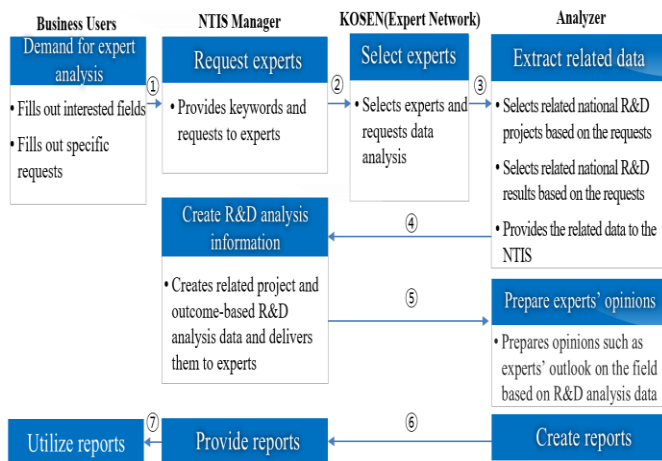 Business Users
NTIS Manager
KOSEN(Expert Network)
Analyzer
Demand for expert
analysis
• Fills out interested fields
• Fills out specific
requests
①
Request experts
• Provides keywords and
requests to experts
②
Select experts
• Selects experts and
requests data
analysis
③
Extract related data
• Selects related national R&D
projects based on the requests
• Selects related national R&D
results based on the requests
• Provides the related data to the
NTIS
④
Create R&D analysis
information
• Creates related project and
outcome-based R&D
analysis data and delivers
them to experts
⑤
Prepare experts’ opinions
• Prepares opinions such as
experts’ outlook on the field
based on R&D analysis data
Utilize reports
⑦
Provide reports
⑥
Create reports